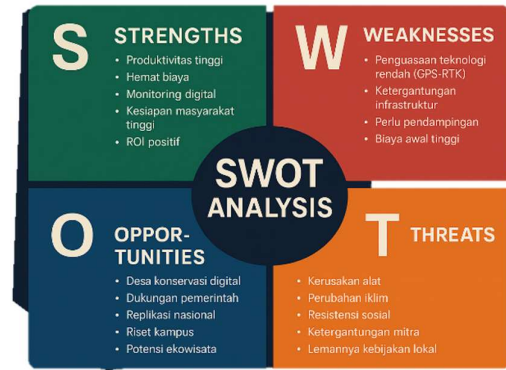 S
STRENGTHS
• Produktivitas tinggi
• Hemat biaya
• Monitoring digital
• Kesiapan masyarakat
tinggi
• ROI positif
W
WEAKNESSES
• Penguasaan teknologi
rendah (GPS-RTK)
• Ketergantungan
infrastruktur
• Perlu pendampingan
• Biaya awal tinggi
SWOT
ANALYSIS
O
OPPOR-
TUNITIES
• Desa konservasi digital
• Dukungan pemerintah
• Replikasi nasional
• Riset kampus
• Potensi ekowisata
T
THREATS
• Kerusakan alat
• Perubahan iklim
• Resistensi sosial
• Ketergantungan mitra
• Lemannya kebijakan lokal